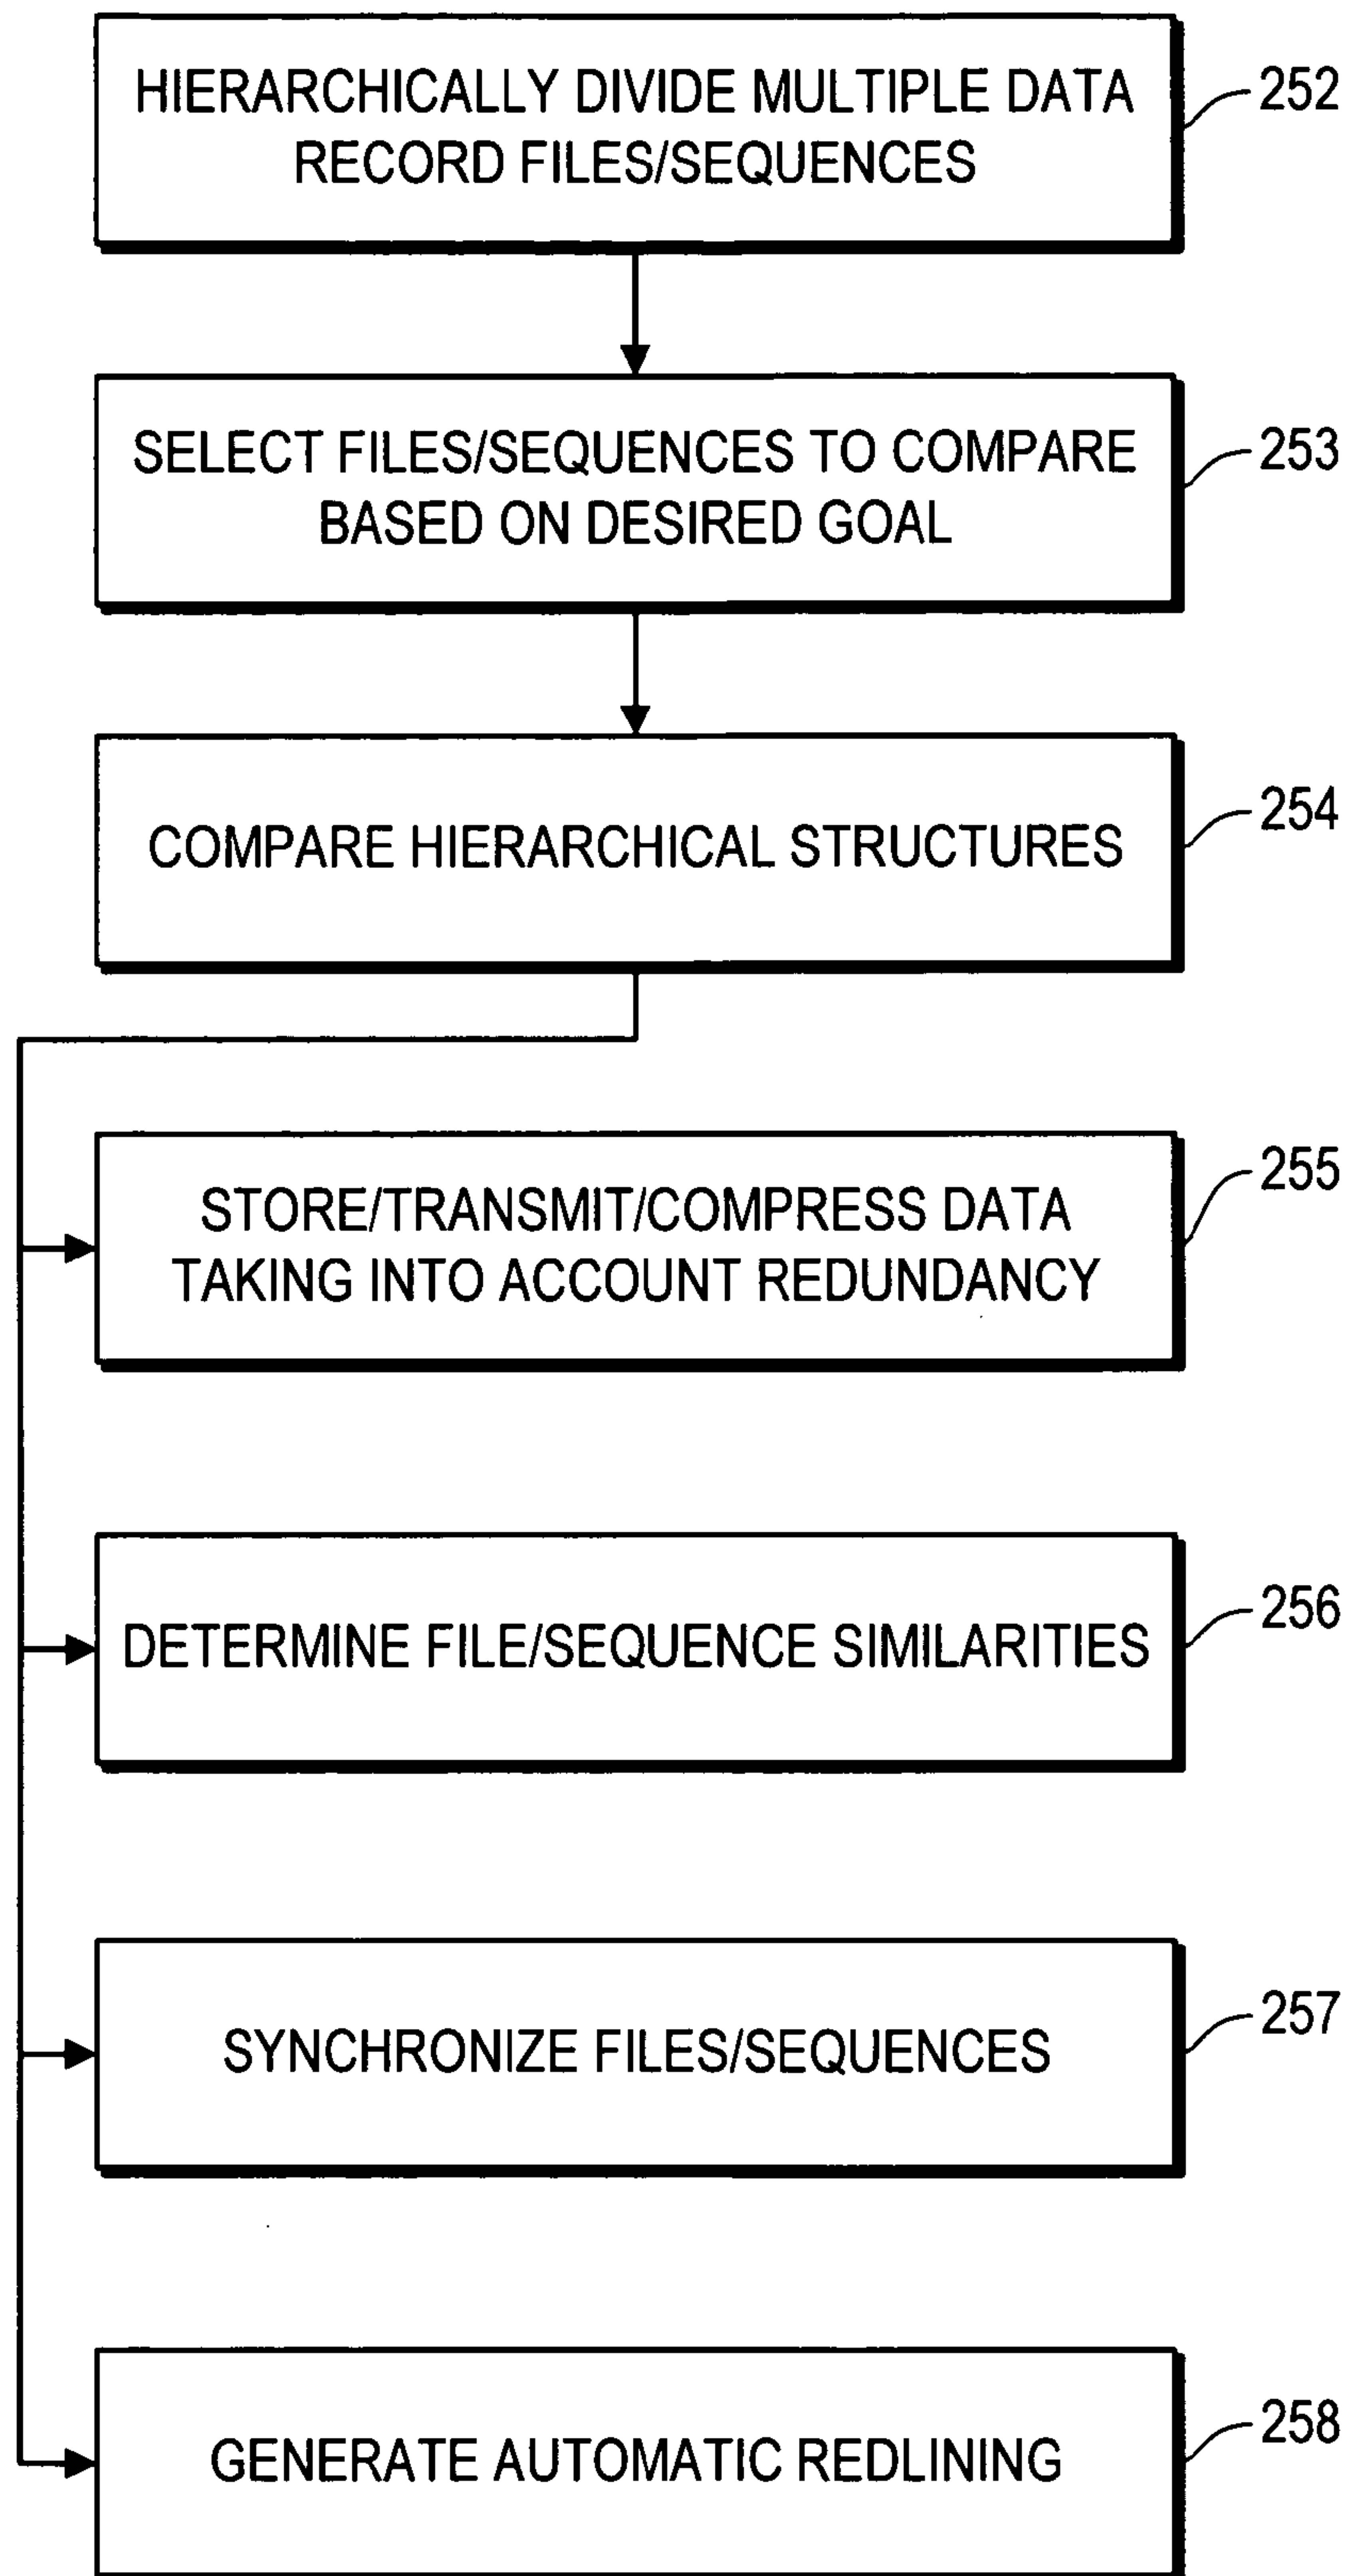 HIERARCHICALLY DIVIDE MULTIPLE DATA
RECORD FILES/SEQUENCES
252
SELECT FILES/SEQUENCES TO COMPARE
BASED ON DESIRED GOAL
253
COMPARE HIERARCHICAL STRUCTURES
254
STORE/TRANSMIT/COMPRESS DATA
TAKING INTO ACCOUNT REDUNDANCY
255
DETERMINE FILE/SEQUENCE SIMILARITIES
256
SYNCHRONIZE FILES/SEQUENCES
257
GENERATE AUTOMATIC REDLINING
258